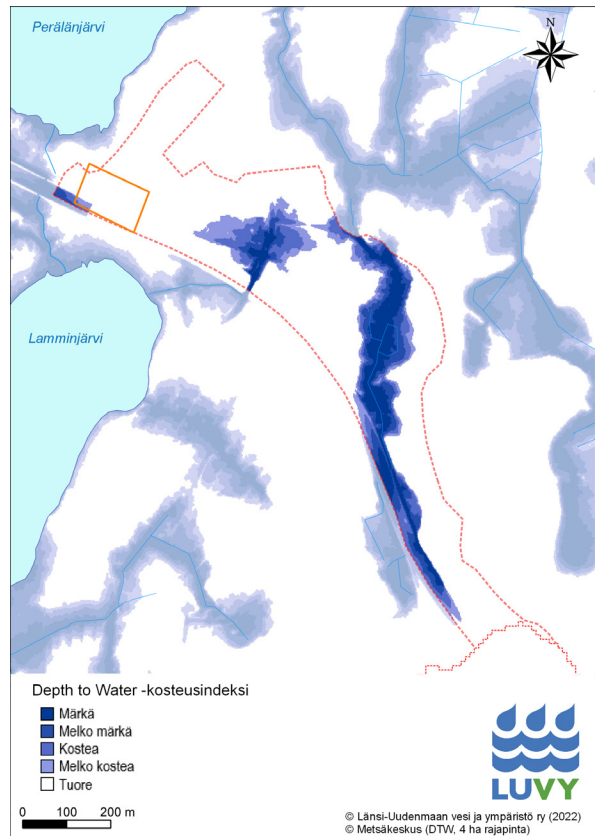 Perälänjärvi
N
Lamminjärvi
Depth to Water -kosteusindeksi
Märkä
Melko märkä
Kostea
Melko kostea
Tuore
0 100 200 m
LUVY
© Länsi-Uudenmaan vesi ja ympäristö ry (2022)
© Metsäkeskus (DTW, 4 ha rajapinta)